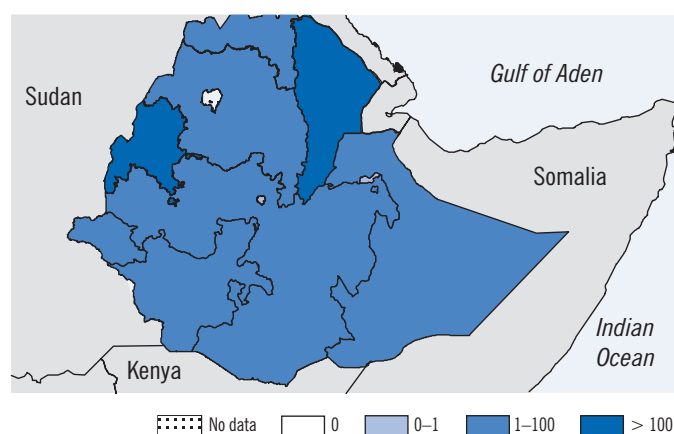 Gulf of Aden
Sudan
Somalia
Indian
Ocean
Kenya
No data
0
0–1
1–100
> 100